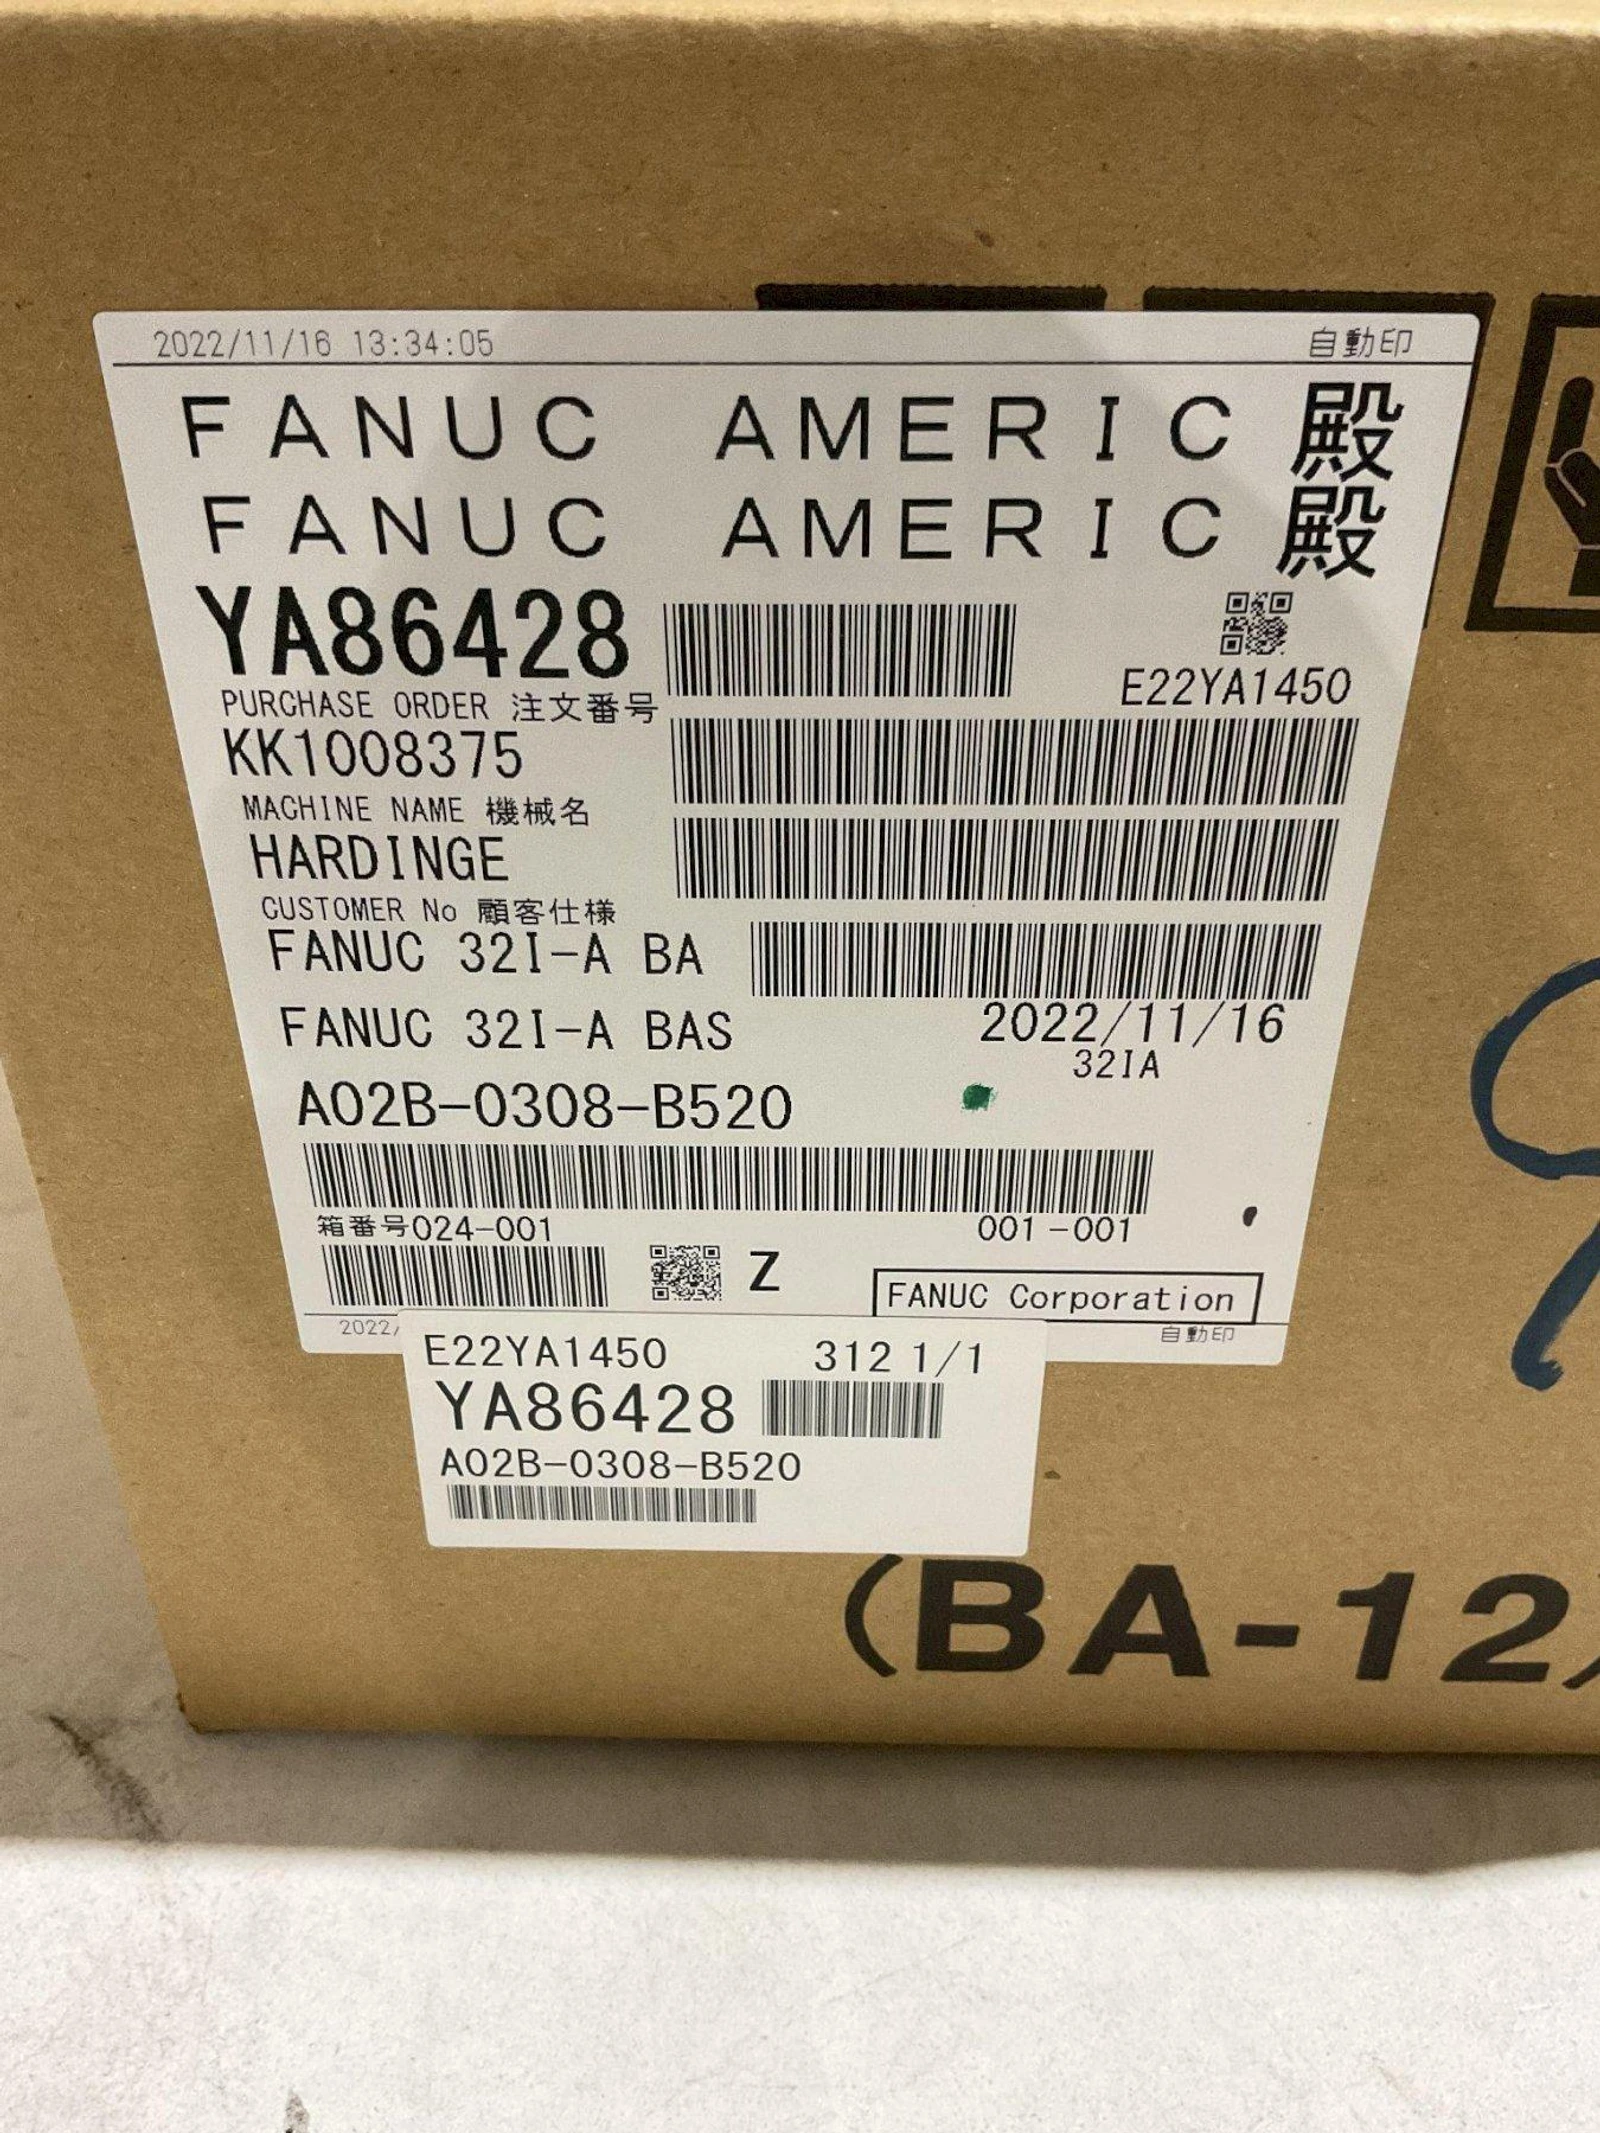 2022/11/16 13:34:05 自動印
FANUC AMERIC 殿
FANUC AMERIC 殿
YA86428
E22YA1450
PURCHASE ORDER 注文番号
KK1008375
MACHINE NAME 機械名
HARDINGE
CUSTOMER No 顧客仕様
FANUC 32I-A BA
FANUC 32I-A BAS 2022/11/16
32IA
A02B-0308-B520
箱番号024-001 001-001
Z
FANUC Corporation
2022/ 自動印
E22YA1450 312 1/1
YA86428
A02B-0308-B520
(BA-12)